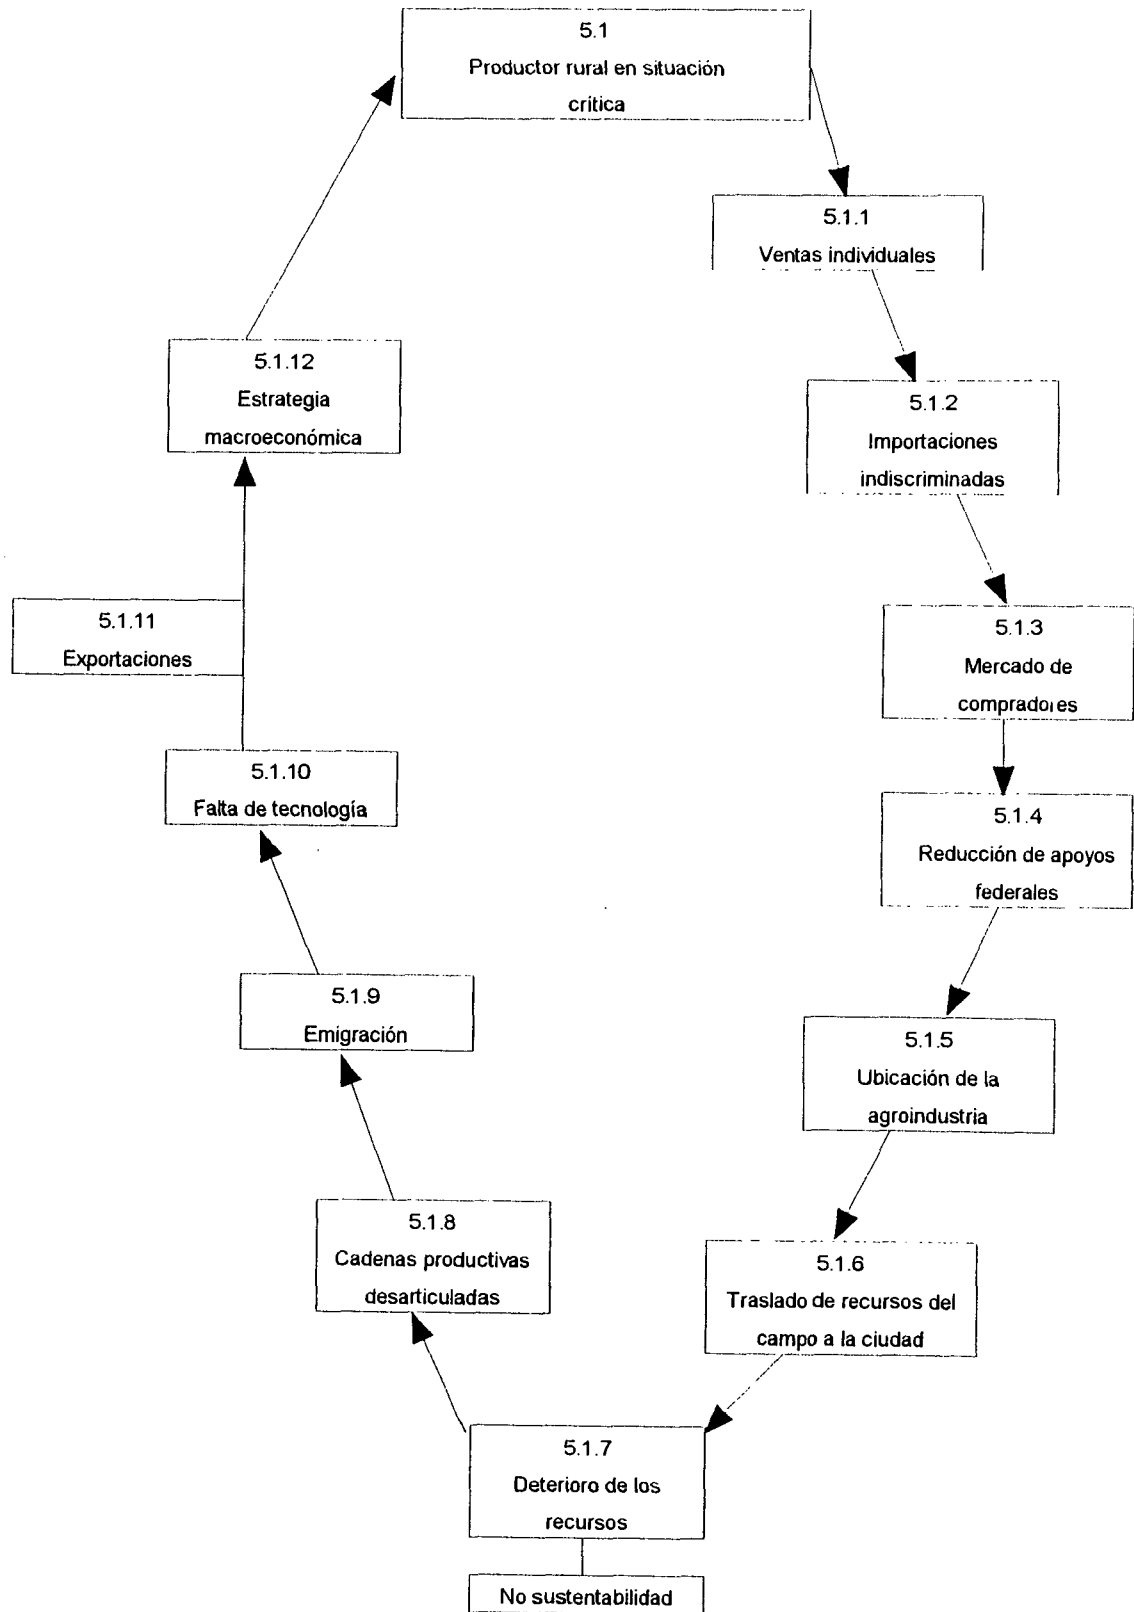 5.1
Productor rural en situación
crítica
5.1.1
Ventas individuales
5.1.2
Importaciones
indiscriminadas
5.1.3
Mercado de
compradores
5.1.4
Reducción de apoyos
federales
5.1.5
Ubicación de la
agroindustria
5.1.6
Traslado de recursos del
campo a la ciudad
5.1.7
Deterioro de los
recursos
No sustentabilidad
5.1.8
Cadenas productivas
desarticuladas
5.1.9
Emigración
5.1.10
Falta de tecnología
5.1.11
Exportaciones
5.1.12
Estrategia
macroeconómica